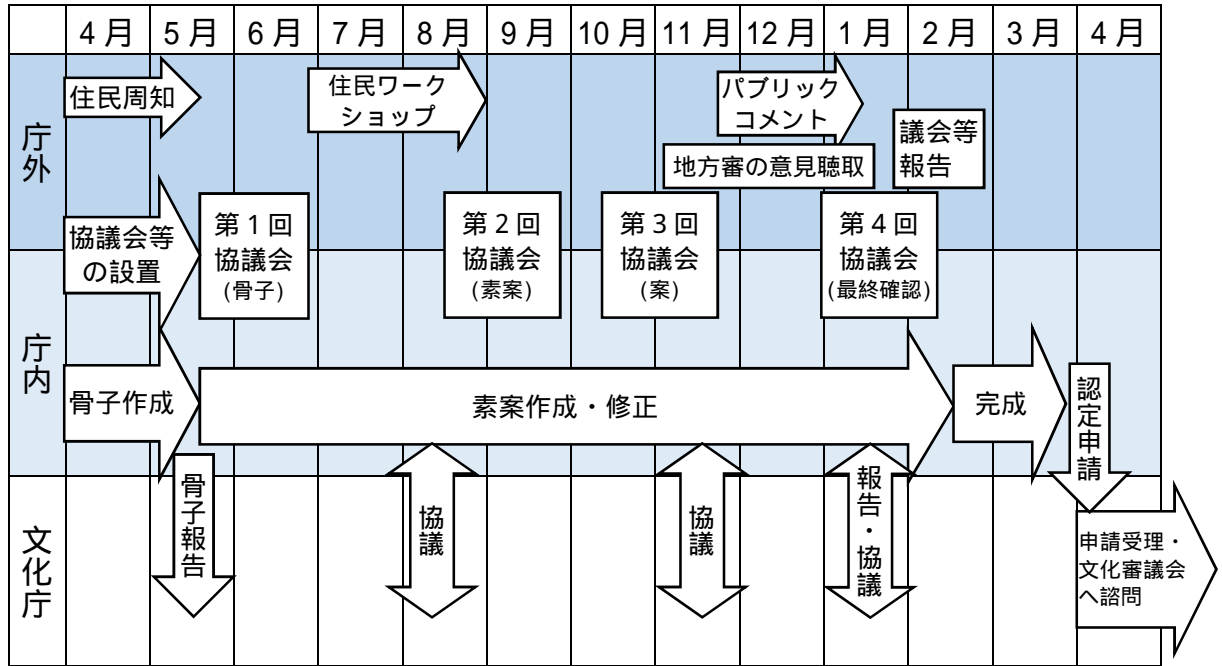 4月 5月 6月 7月 8月 9月 10月 11月 12月 1月 2月 3月 4月
庁外
住民周知
住民ワーク
ショップ
パブリック
コメント
地方審の意見聴取
議会等
報告
協議会等
の設置
第1回
協議会
(骨子)
第2回
協議会
(素案)
第3回
協議会
(案)
第4回
協議会
(最終確認)
庁内
骨子作成
素案作成・修正
完成
認定申請
文化庁
骨子報告
協議
協議
報告・協議
申請受理・
文化審議会
へ諮問